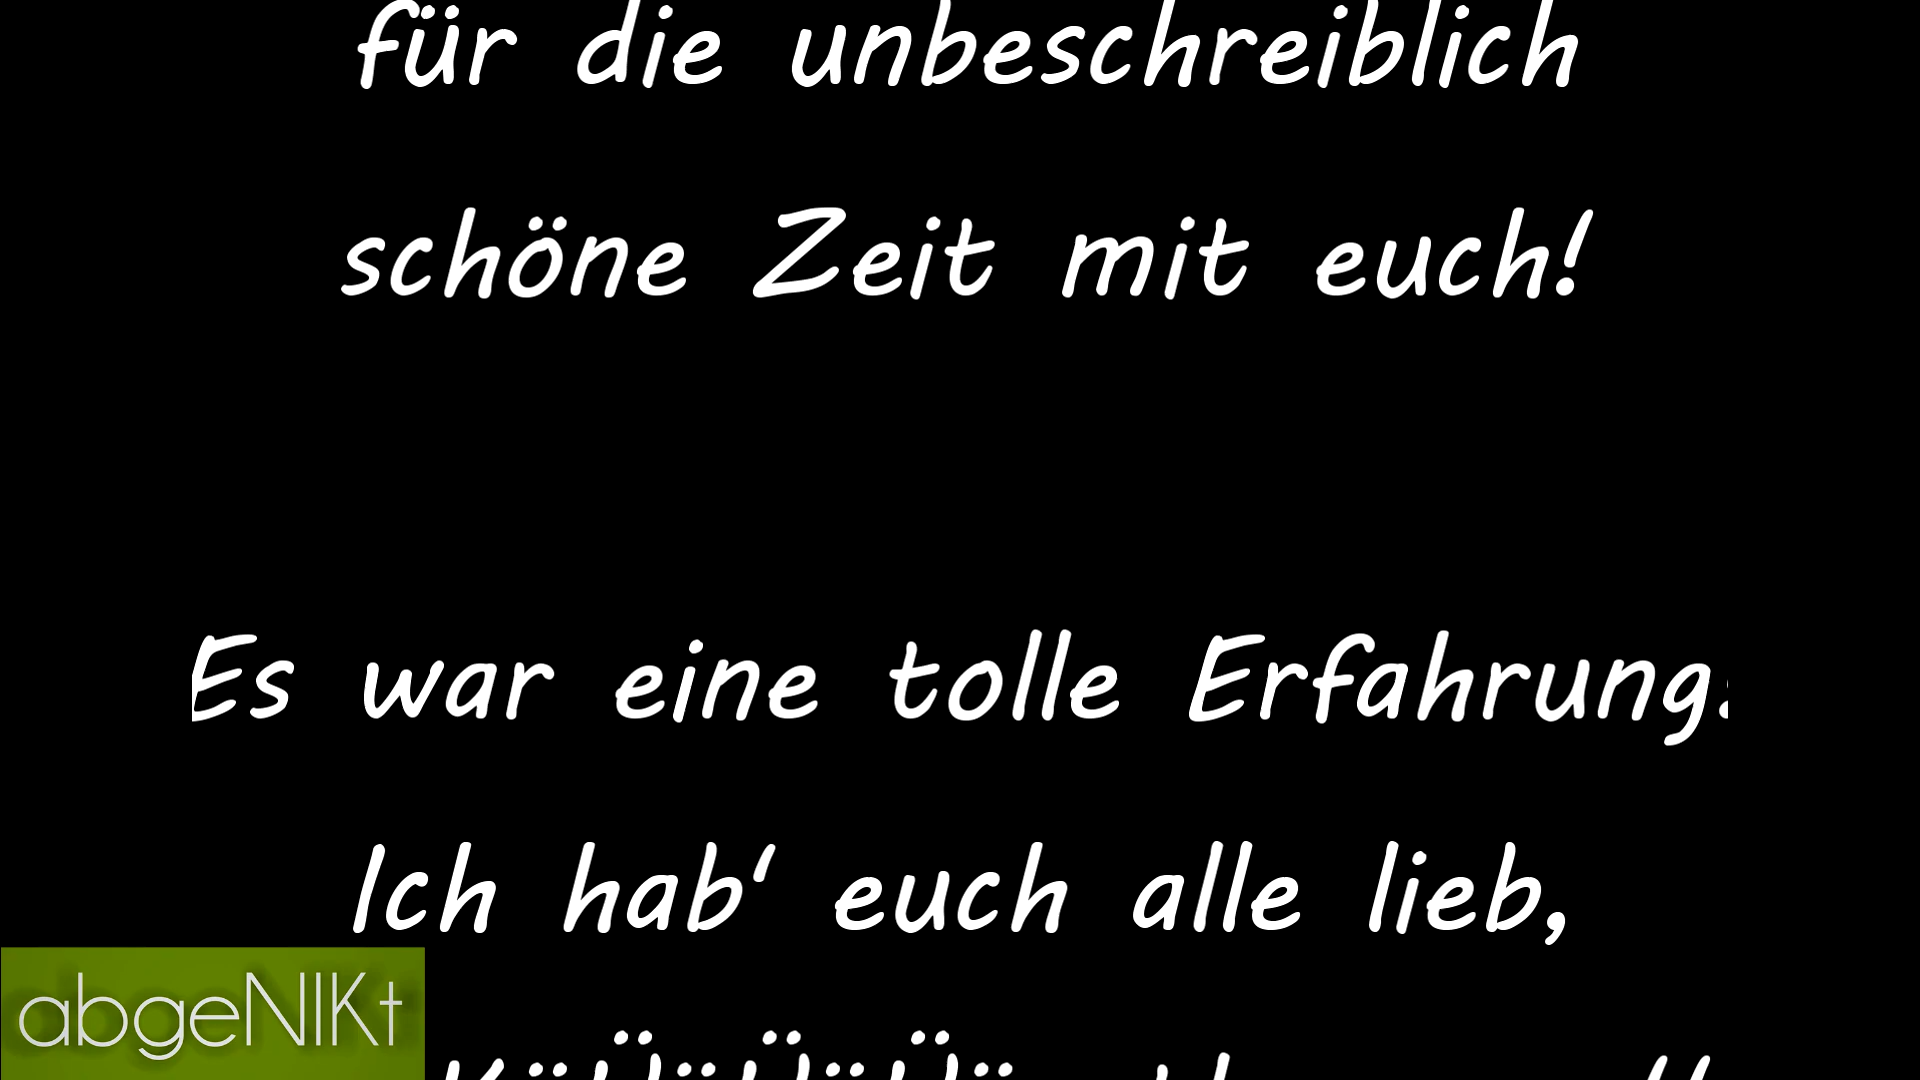 für die unbeschreiblich
schöne Zeit mit euch!
Es war eine tolle Erfahrung.
Ich hab' euch alle lieb,
abgeNIKt